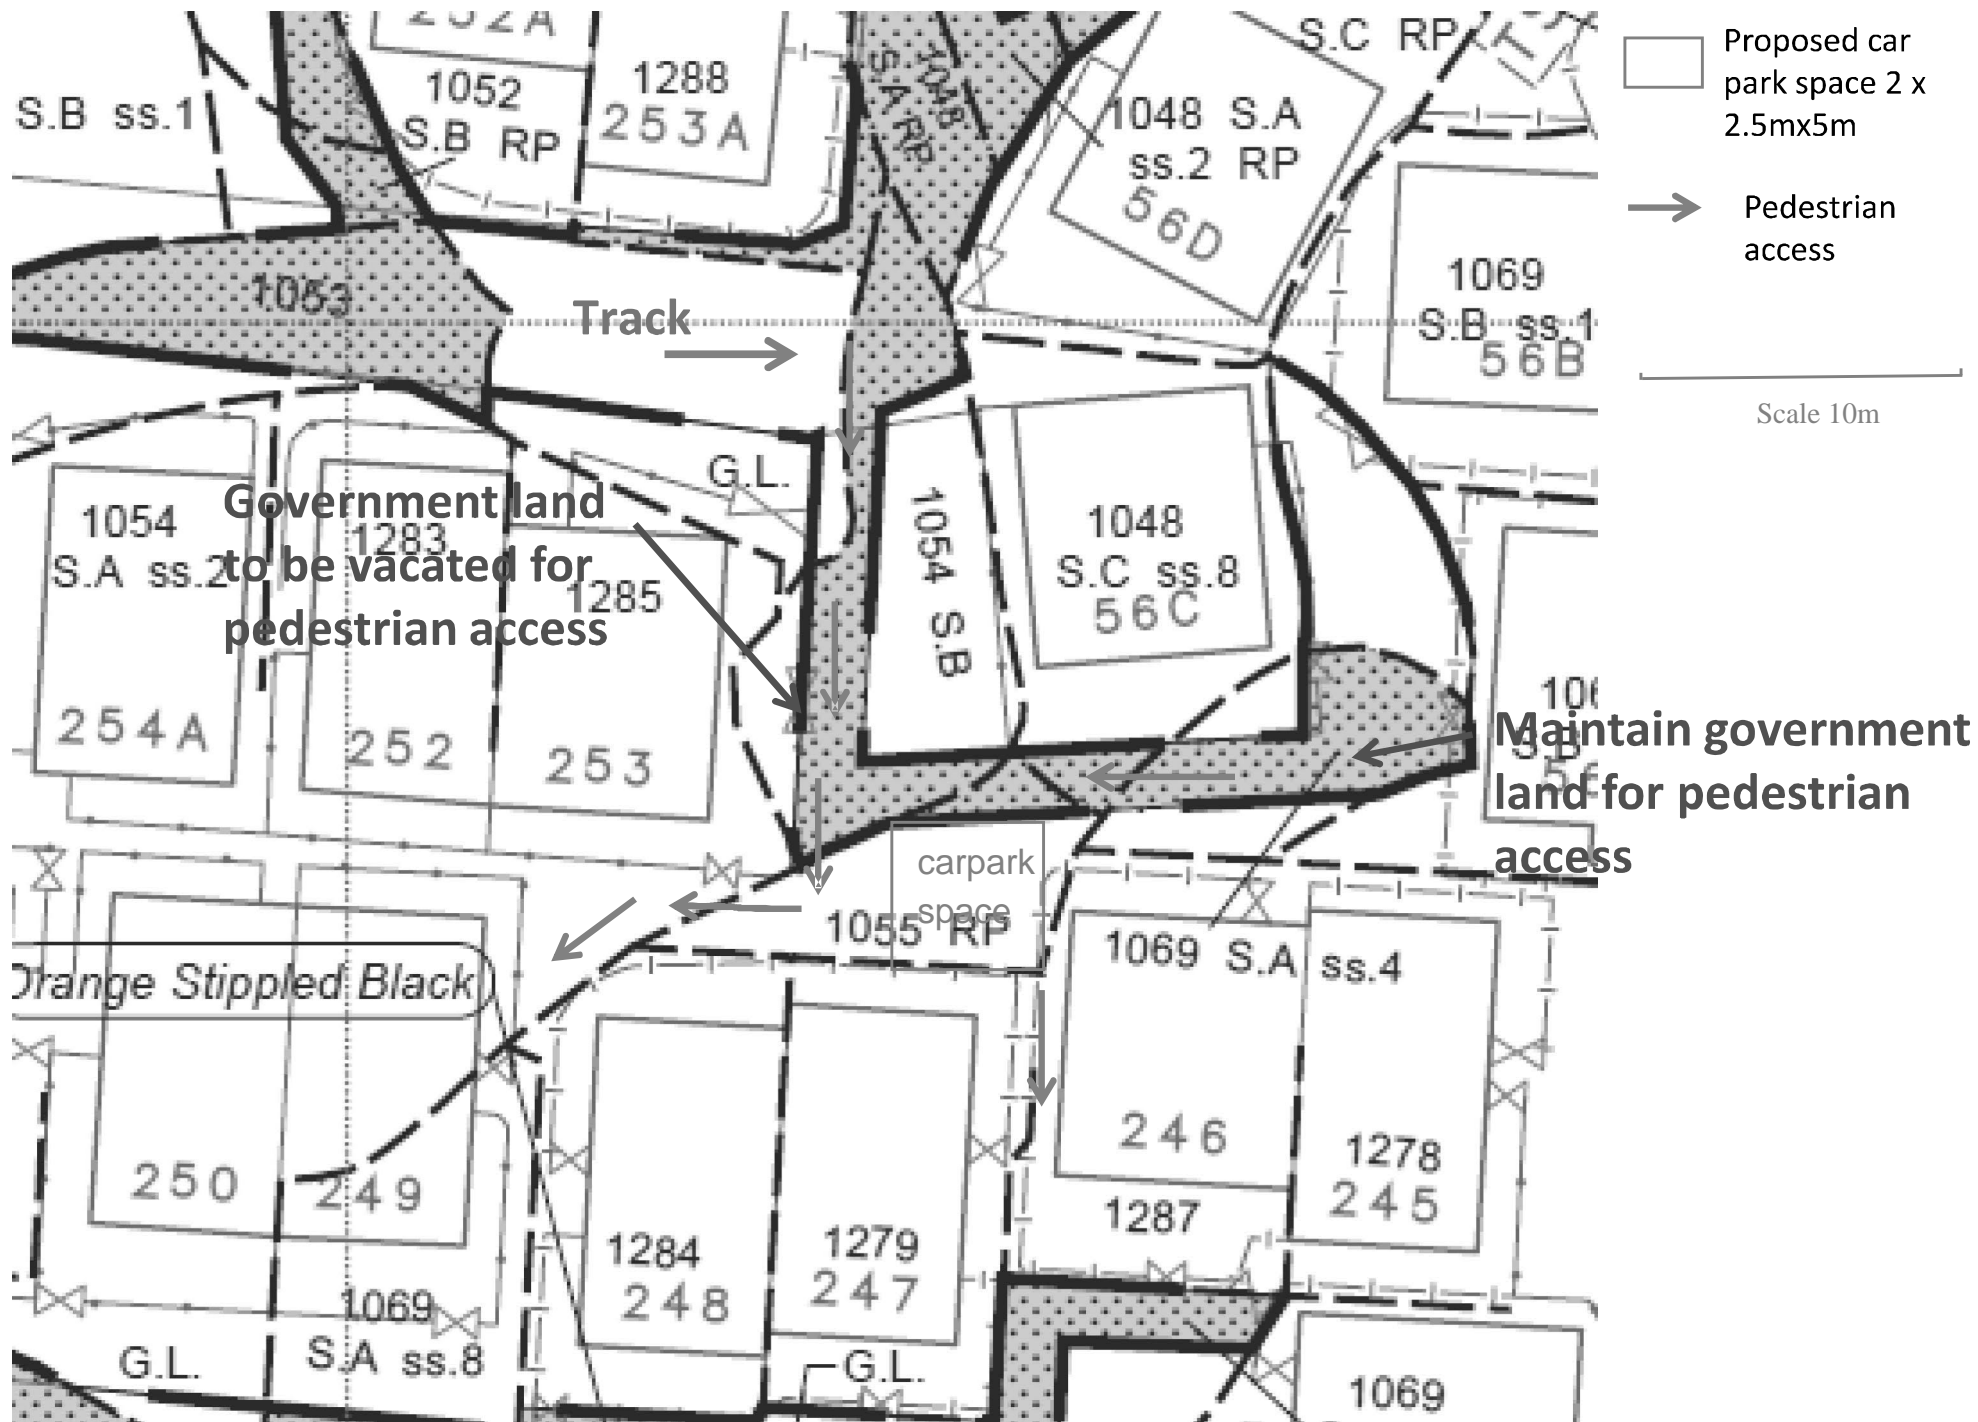 252A
S.C RP
Proposed car
park space 2 x
2.5mx5m
1288
1052
253A
S.B ss.1
S.B RP
S.A RP
1048
1048 S.A
ss.2 RP
56D
Pedestrian
access
1053
Track
1069
S.B ss.1
56B
Scale 10m
G.L.
Government land
to be vacated for
pedestrian access
1054
S.A ss.2
1283
1285
1054 S.B
1048
S.C ss.8
56C
254A
252
253
Maintain government
land for pedestrian
access
carpark
space
1055 RP
1069 S.A ss.4
Orange Stippled Black
250
249
246
1278
245
1287
1284
248
1279
247
1069
S.A ss.8
G.L.
G.L.
1069